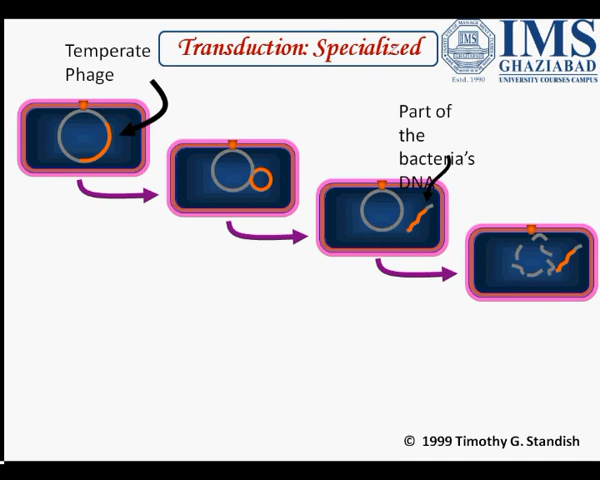 Temperate
Phage
Transduction: Specialized
IMS
GHAZIABAD
UNIVERSITY COURSES CAMPUS
Estd. 1990
Part of
the
bacteria's
DNA
© 1999 Timothy G. Standish